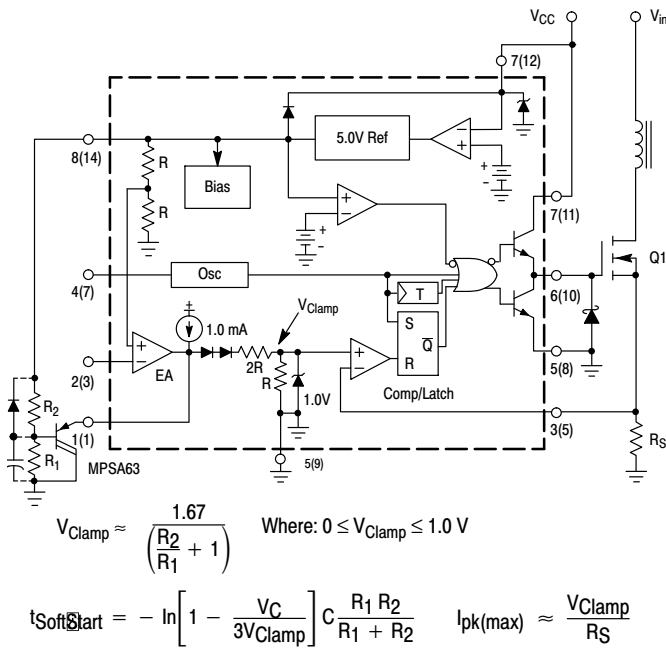 VCC
Vin
7(12)
8(14)
R
Bias
5.0V Ref
+
−
−
+
R
+
−
+
−
7(11)
Q1
4(7)
Osc
T
6(10)
VClamp
1.0 mA
S
Q
R
+
−
EA
2R
R
1.0V
Comp/Latch
5(8)
2(3)
R2
1(1)
R1
MPSA63
5(9)
3(5)
RS
VClamp ≈ 1.67 / (R2/R1 + 1) Where: 0 ≤ VClamp ≤ 1.0 V
tSoftStart = − ln[1 − VC/3VClamp] C R1 R2/R1 + R2 Ipk(max) ≈ VClamp/RS